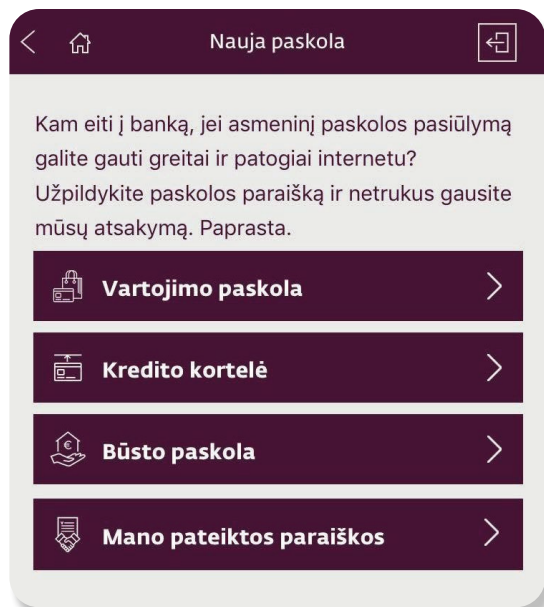 Nauja paskola
Kam eiti į banką, jei asmeninį paskolos pasiūlymą
galite gauti greitai ir patogiai internetu?
Užpildykite paskolos paraišką ir netrukus gausite
mūsų atsakymą. Paprasta.
Vartojimo paskola
Kredito kortelė
Būsto paskola
Mano pateiktos paraiškos